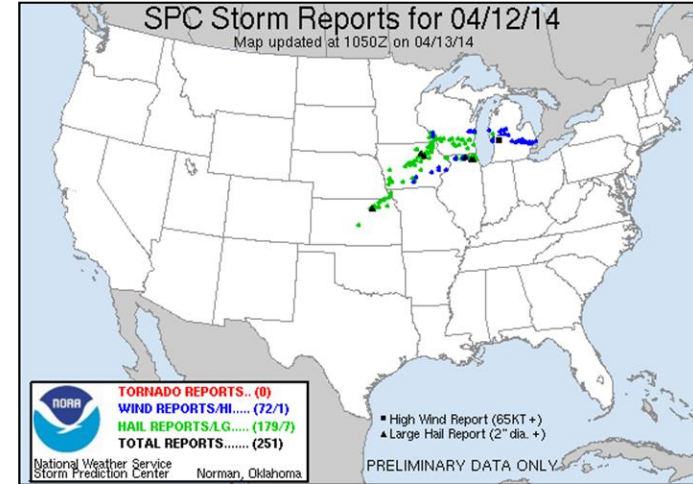 SPC Storm Reports for 04/12/14
Map updated at 1050Z on 04/13/14
NOAA
TORNADO REPORTS.. (0)
WIND REPORTS/HI..... (72/1)
HAIL REPORTS/LG..... (179/7)
TOTAL REPORTS....... (251)
National Weather Service
Storm Prediction Center Norman, Oklahoma
High Wind Report (65KT +)
Large Hail Report (2" dia. +)
PRELIMINARY DATA ONLY